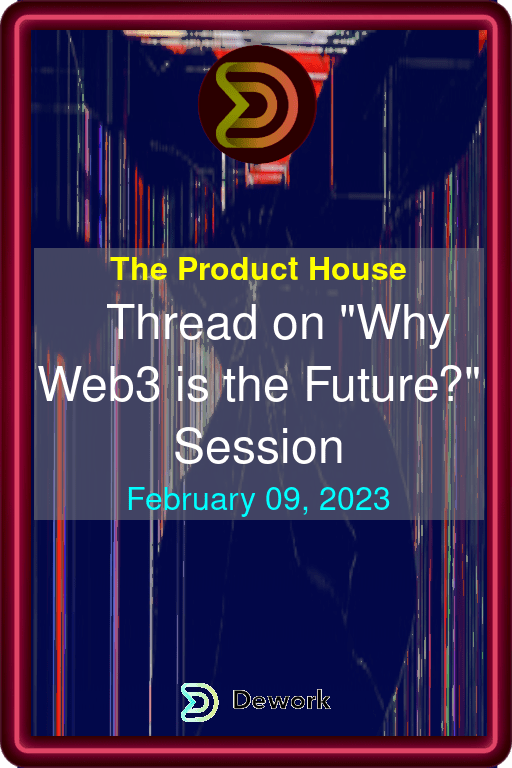 The Product House
Thread on "Why
Web3 is the Future?"
Session
February 09, 2023
Dework